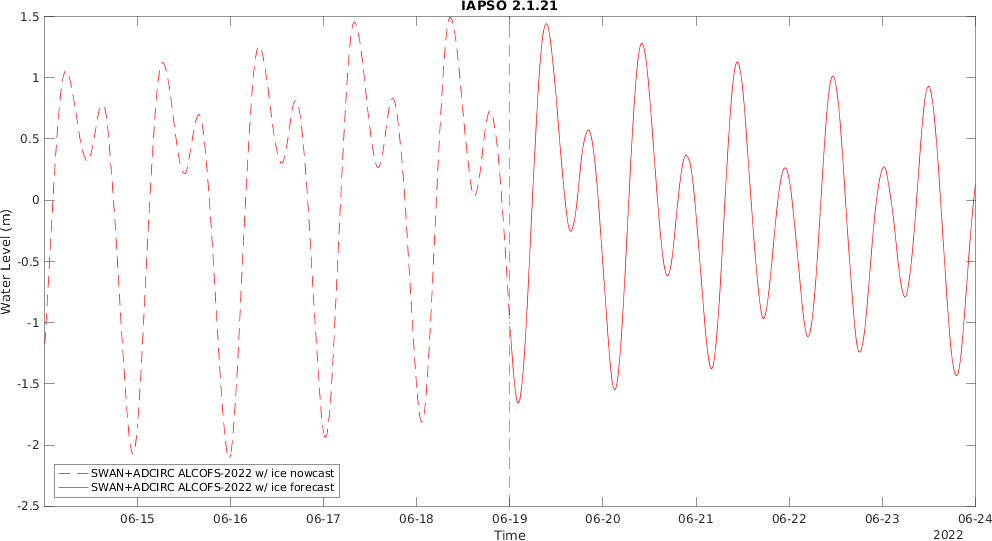 IAPSO 2.1.21
Water Level (m)
1.5
1
0.5
0
-0.5
-1
-1.5
-2
-2.5
SWAN+ADCIRC ALCOFS-2022 w/ ice nowcast
SWAN+ADCIRC ALCOFS-2022 w/ ice forecast
06-15 06-16 06-17 06-18 06-19 06-20 06-21 06-22 06-23 06-24
Time
2022